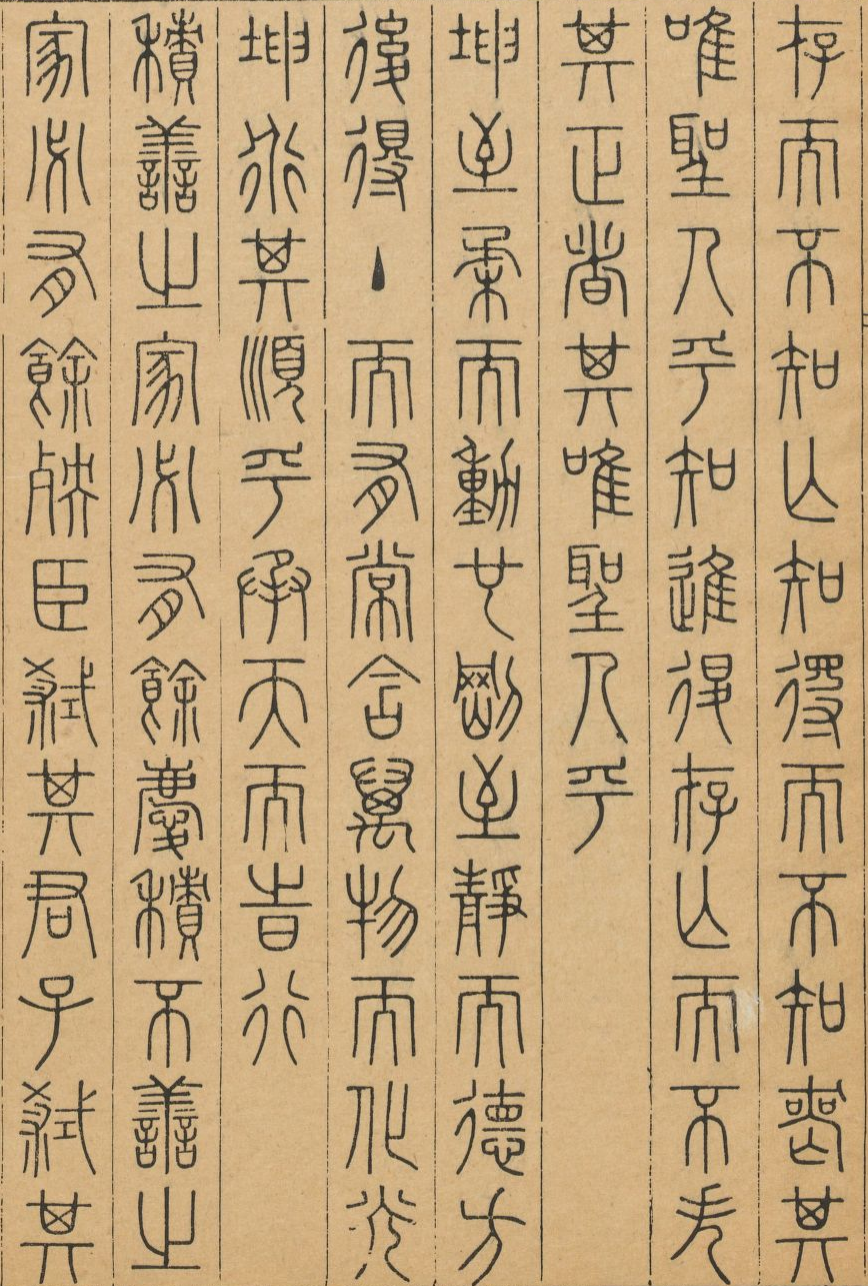 存而不知亡知得而不知喪其
唯聖人乎知進退存亡而不失
其正者其唯聖人乎
坤至柔而動也剛至靜而德方
後得主而有常含萬物而化光
坤道其順乎承天而時行
積善之家必有餘慶積不善之
家必有餘殃臣弒其君子弒其